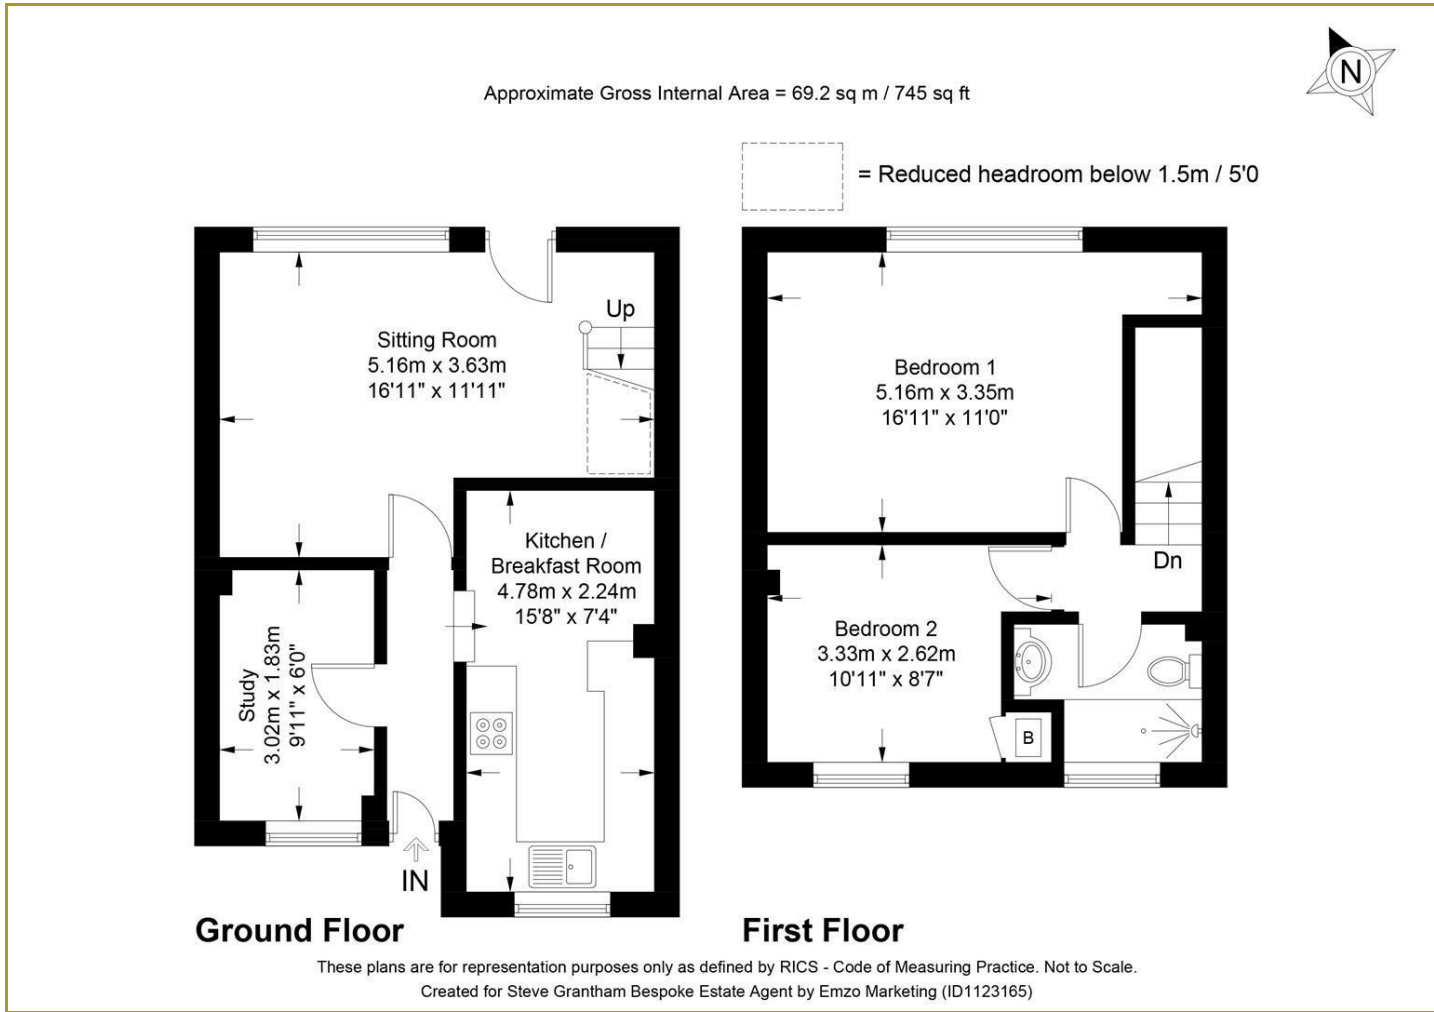 N
Approximate Gross Internal Area = 69.2 sq m / 745 sq ft
= Reduced headroom below 1.5m / 5'0
Up
Sitting Room
5.16m x 3.63m
16'11" x 11'11"
Kitchen /
Breakfast Room
4.78m x 2.24m
15'8" x 7'4"
Study
3.02m x 1.83m
9'11" x 6'0"
IN
Ground Floor
Bedroom 1
5.16m x 3.35m
16'11" x 11'0"
Dn
Bedroom 2
3.33m x 2.62m
10'11" x 8'7"
B
First Floor
These plans are for representation purposes only as defined by RICS - Code of Measuring Practice. Not to Scale.
Created for Steve Grantham Bespoke Estate Agent by Emzo Marketing (ID1123165)